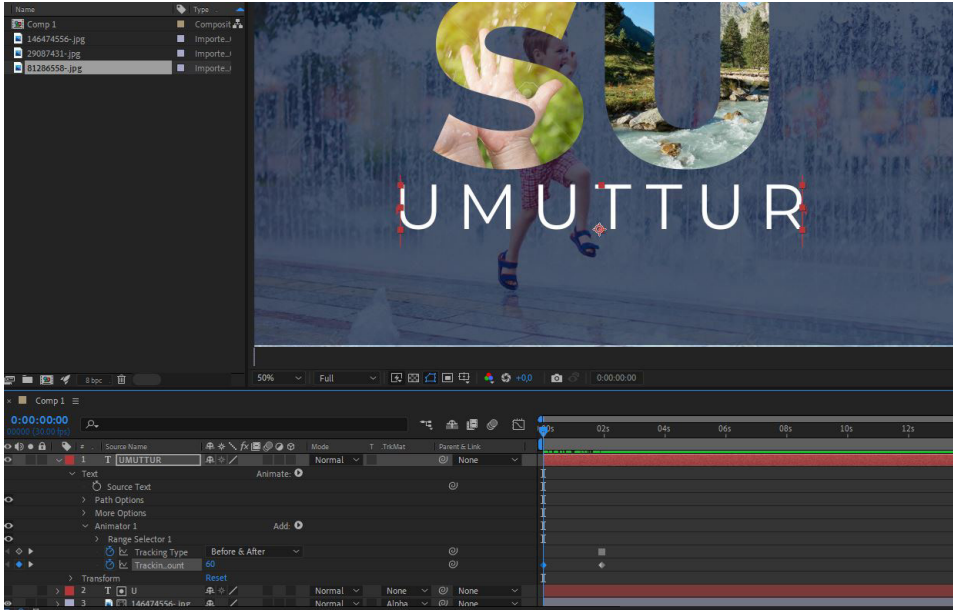 Name Type
Comp 1 Composit
146474556-.jpg Importe..
29087431-.jpg Importe..
81286558-.jpg Importe..
8 bpc
SU
UMUTTUR
50% Full +0,0 0:00:00:00
Comp 1
0:00:00:00
00000 (30.00 fps)
02s 04s 06s 08s 10s 12s
# Source Name fx Mode T .TrkMat Parent & Link
1 T UMUTTUR Normal None
Text Animate:
Source Text
Path Options
More Options
Animator 1 Add:
Range Selector 1
Tracking Type Before & After
Trackin..ount 60
Transform Reset
2 T U Normal None None
3 146474556-.jpg Normal Alpha None